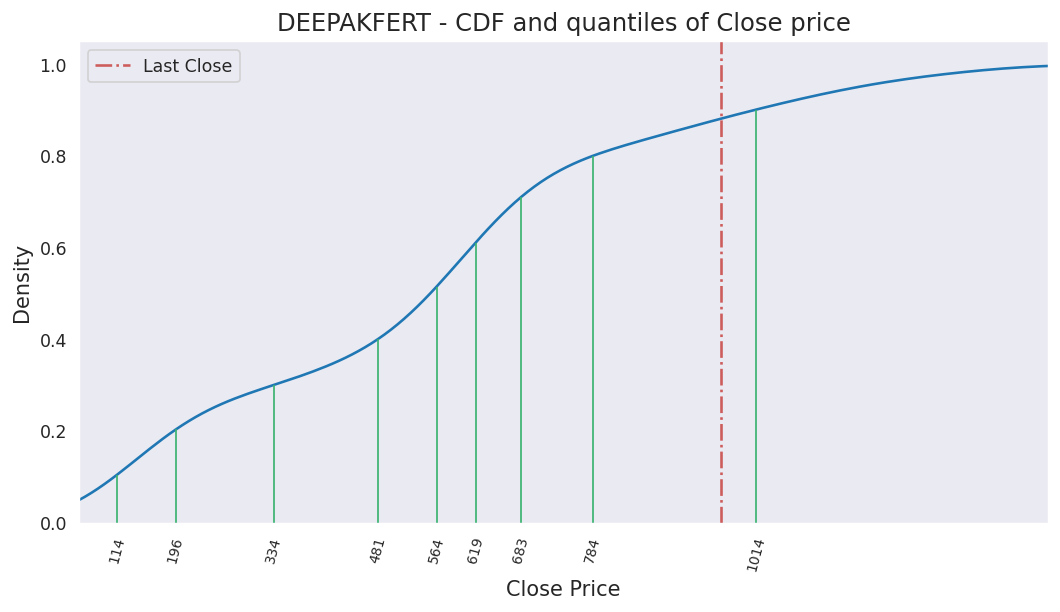 DEEPAKFERT - CDF and quantiles of Close price
Last Close
1.0
0.8
0.6
0.4
0.2
0.0
Density
114 196 334 481 564 619 683 784 1014
Close Price